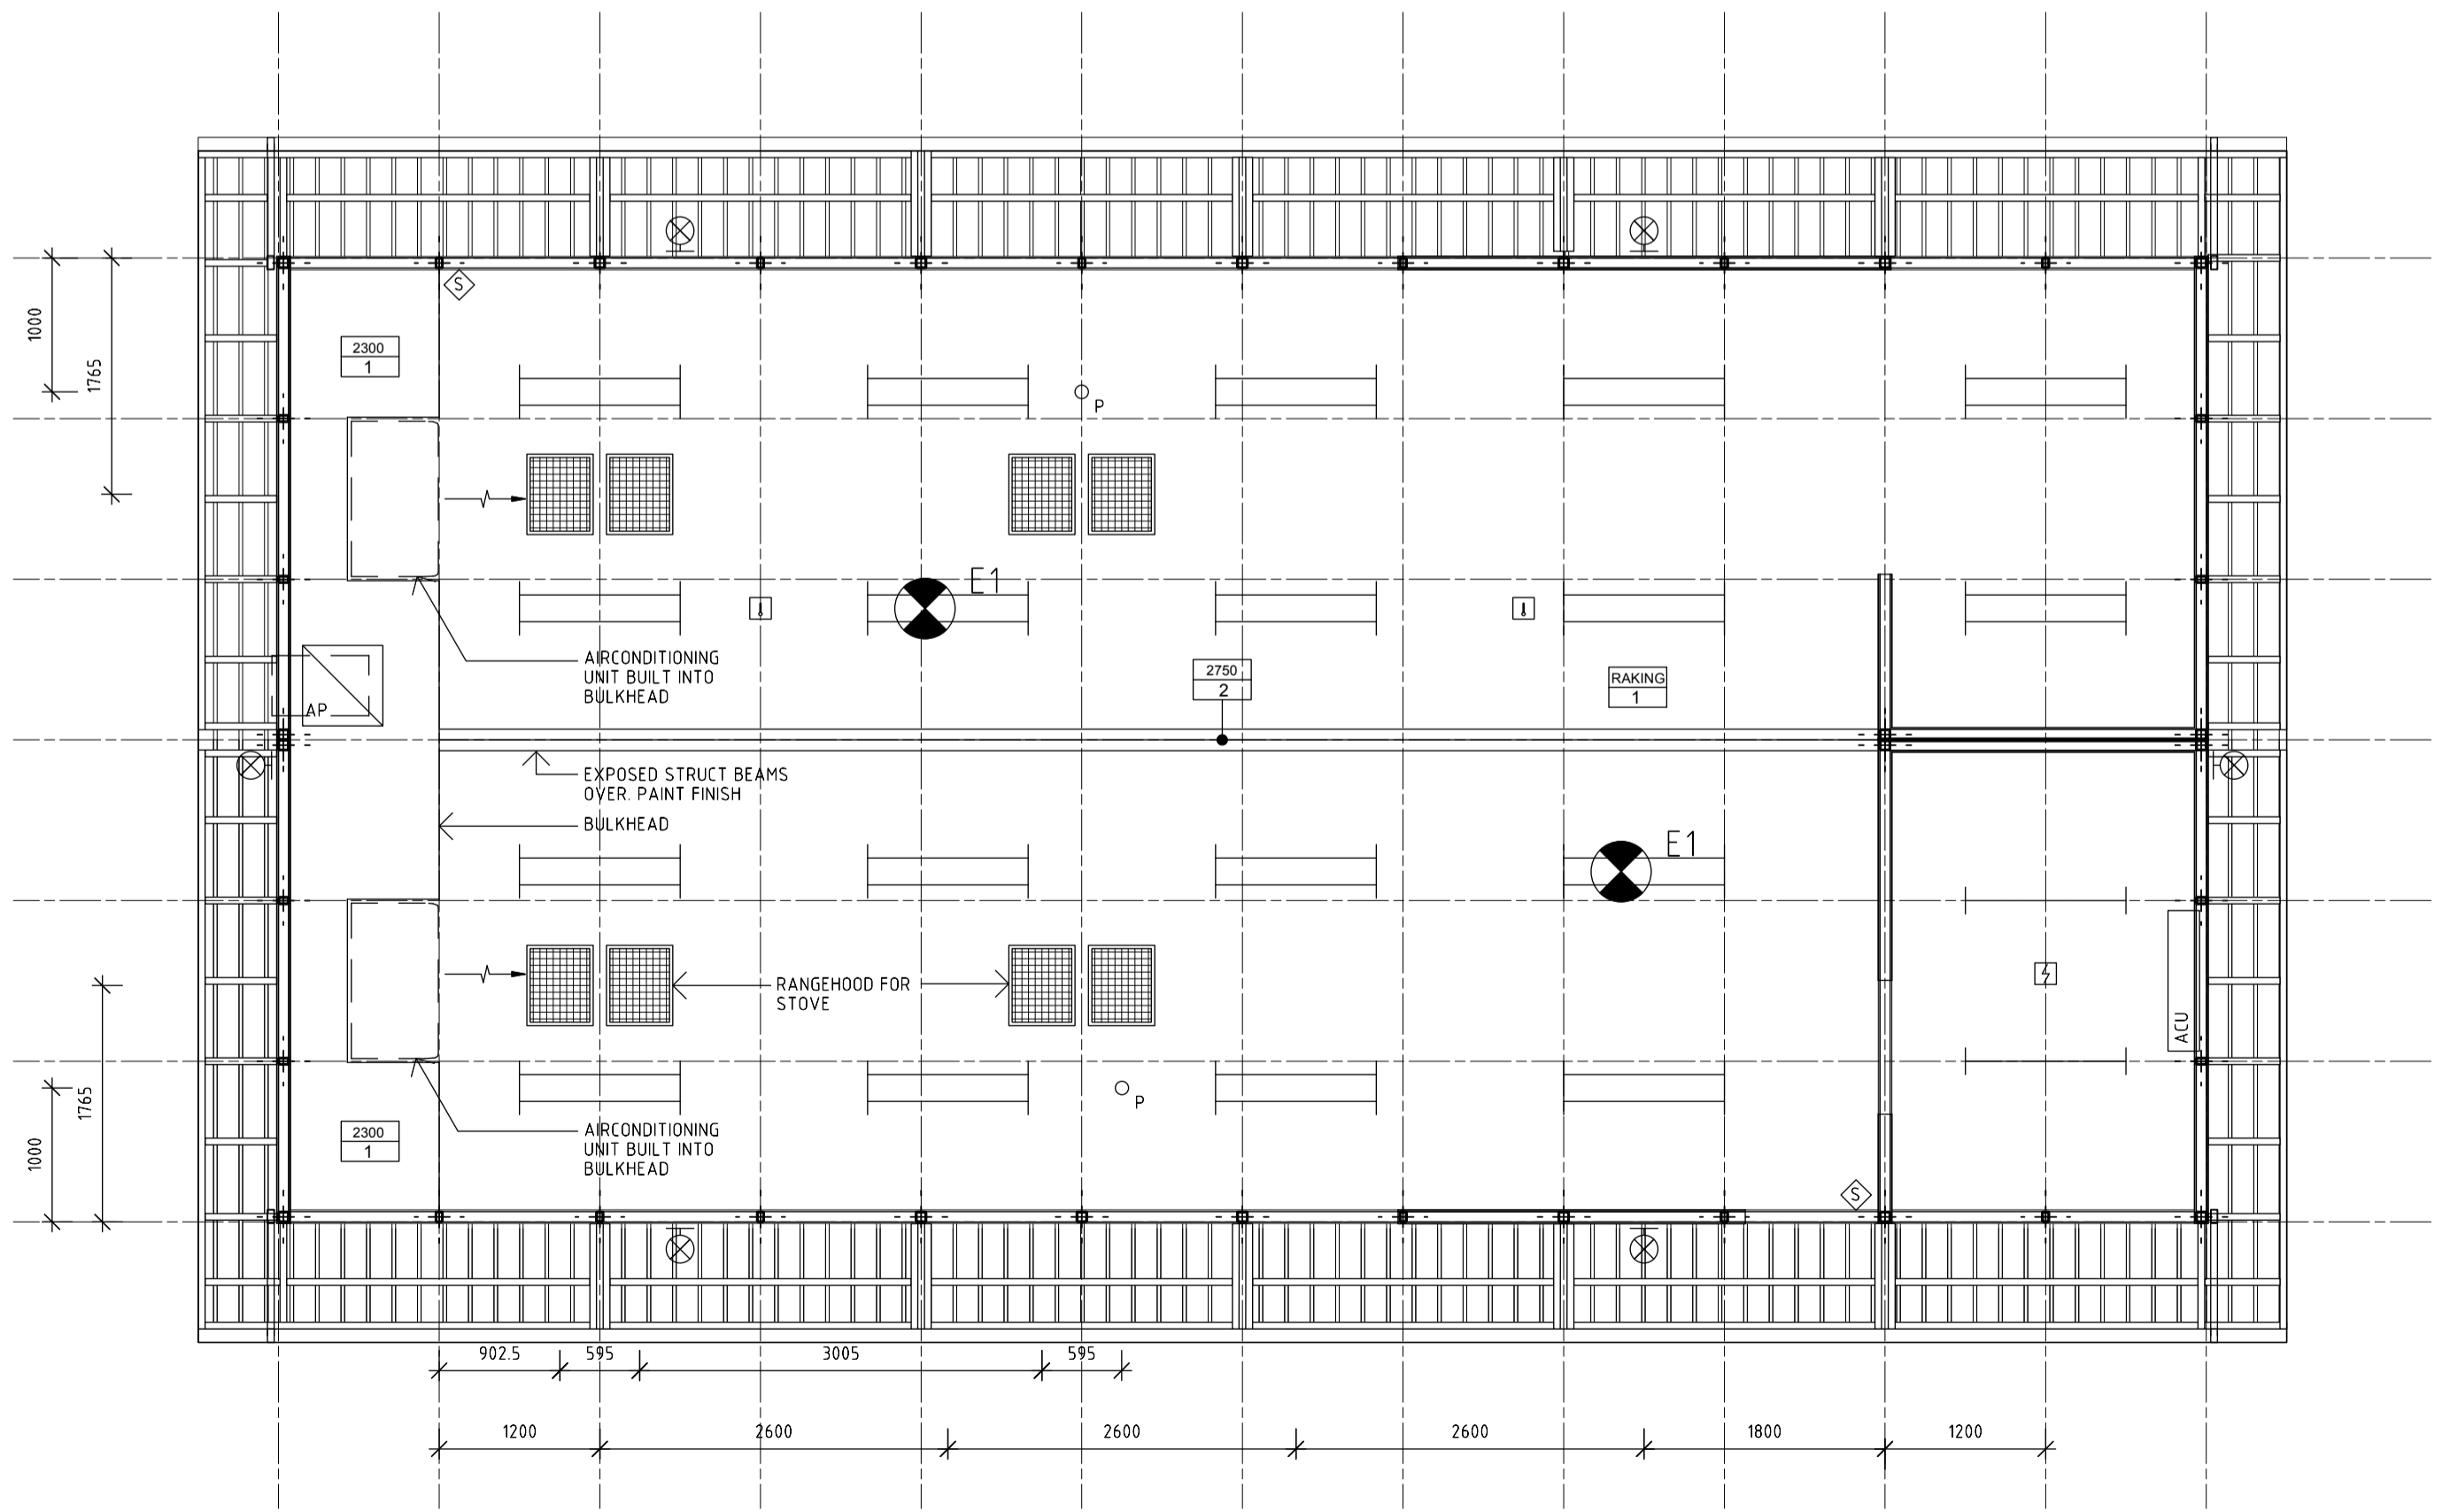 S
1000
1765
2300
1
P
E1
AIRCONDITIONING
UNIT BUILT INTO
BULKHEAD
2750
2
RAKING
1
AP
EXPOSED STRUCT BEAMS
OVER. PAINT FINISH
BULKHEAD
E1
RANGEHOOD FOR
STOVE
ACU
1765
1000
P
2300
1
AIRCONDITIONING
UNIT BUILT INTO
BULKHEAD
S
902.5
595
3005
595
1200
2600
2600
2600
1800
1200